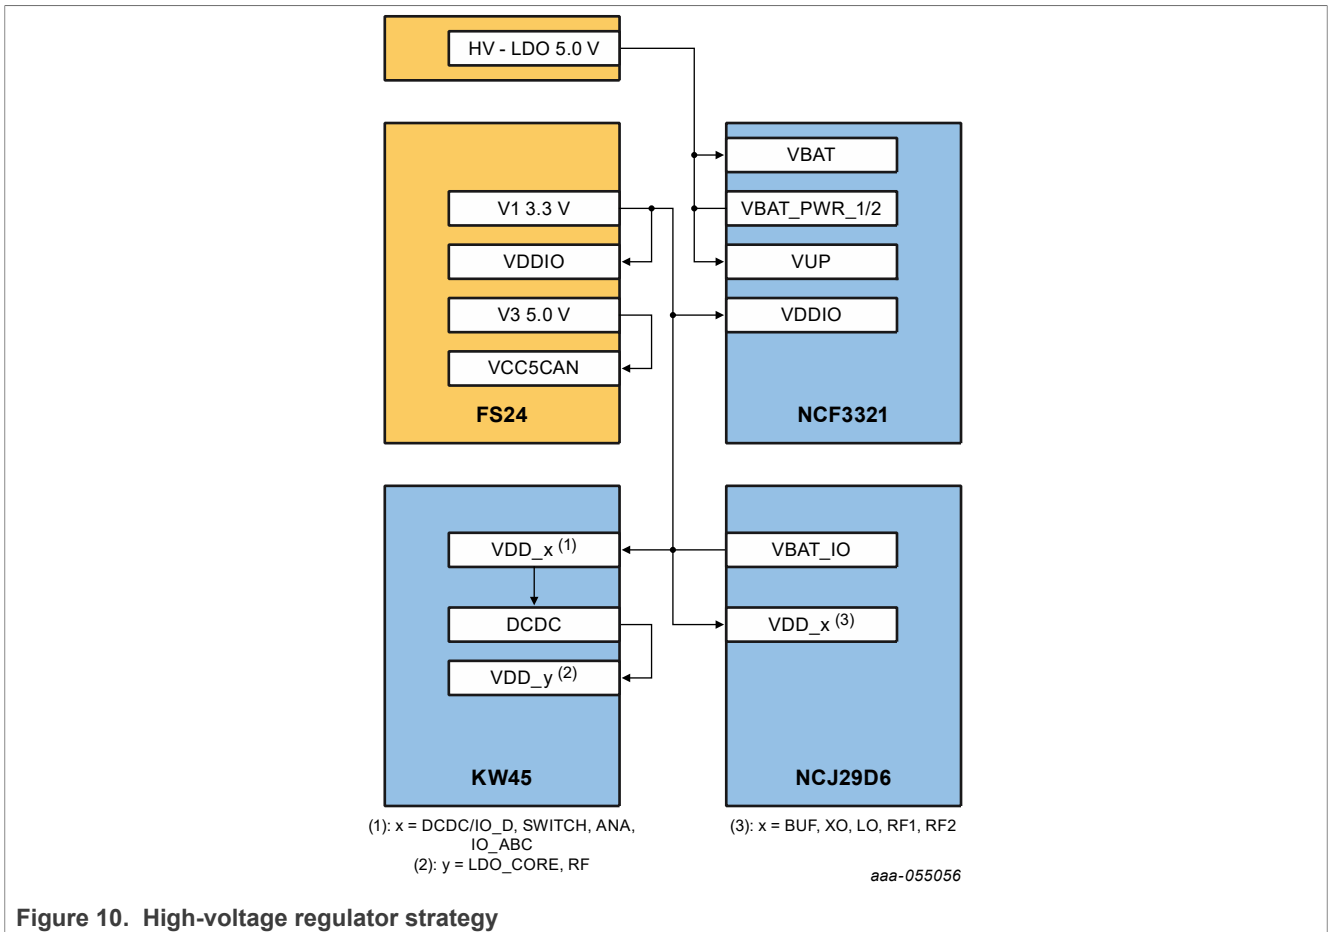 HV - LDO 5.0 V
V1 3.3 V
VDDIO
V3 5.0 V
VCC5CAN
FS24
VBAT
VBAT_PWR_1/2
VUP
VDDIO
NCF3321
VDD_x (1)
DCDC
VDD_y (2)
KW45
VBAT_IO
VDD_x (3)
NCJ29D6
(1): x = DCDC/IO_D, SWITCH, ANA,
IO_ABC
(2): y = LDO_CORE, RF
(3): x = BUF, XO, LO, RF1, RF2
aaa-055056
Figure 10. High-voltage regulator strategy